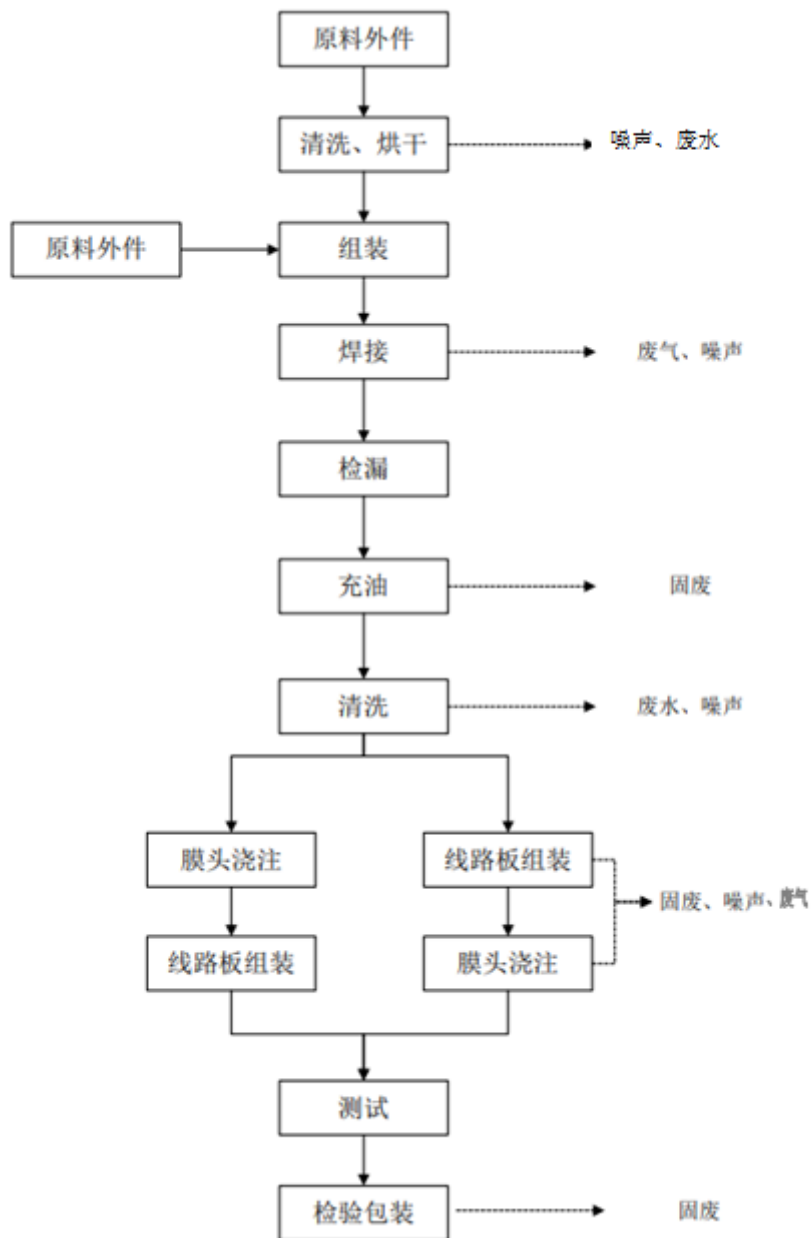 原料外件
清洗、烘干
噪声、废水
原料外件
组装
焊接
废气、噪声
检漏
充油
固废
清洗
废水、噪声
膜头浇注
线路板组装
固废、噪声、废气
线路板组装
膜头浇注
测试
检验包装
固废